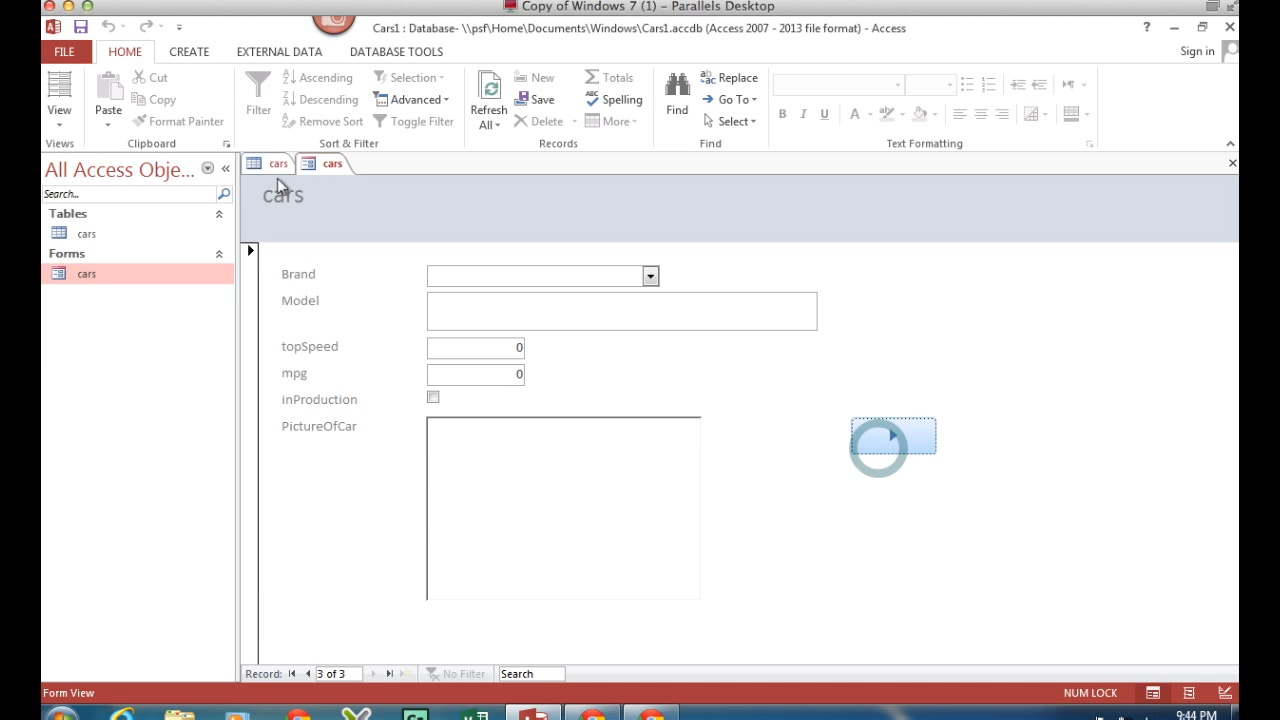 Copy of Windows 7 (1) - Parallels Desktop
Cars1 : Database- \\psf\Home\Documents\Windows\Cars1.accdb (Access 2007 - 2013 file format) - Access
FILE HOME CREATE EXTERNAL DATA DATABASE TOOLS Sign in
View Paste Cut Copy Format Painter
Filter Ascending Descending Remove Sort Selection Advanced Toggle Filter
Refresh All New Save Delete Totals Spelling More
Find Replace Go To Select
B I U A
Views Clipboard Sort & Filter Records Find Text Formatting
All Access Obje...
Search...
Tables
cars
Forms
cars
cars cars
cars
Brand
Model
topSpeed 0
mpg 0
inProduction
PictureOfCar
Record: 3 of 3 No Filter Search
Form View NUM LOCK
9:44 PM